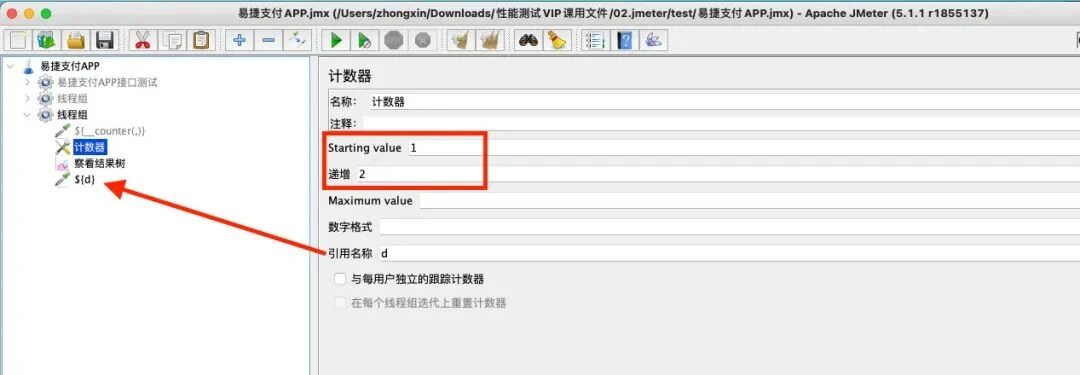 易捷支付APP.jmx (/Users/zhongxin/Downloads/性能测试VIP课用文件/02.jmeter/test/易捷支付APP.jmx) - Apache JMeter (5.1.1 r1855137)
易捷支付APP
易捷支付APP接口测试
线程组
线程组
${__counter(,)}
计数器
察看结果树
${d}
计数器
名称： 计数器
注释：
Starting value 1
递增 2
Maximum value
数字格式
引用名称 d
与每用户独立的跟踪计数器
在每个线程组迭代上重置计数器